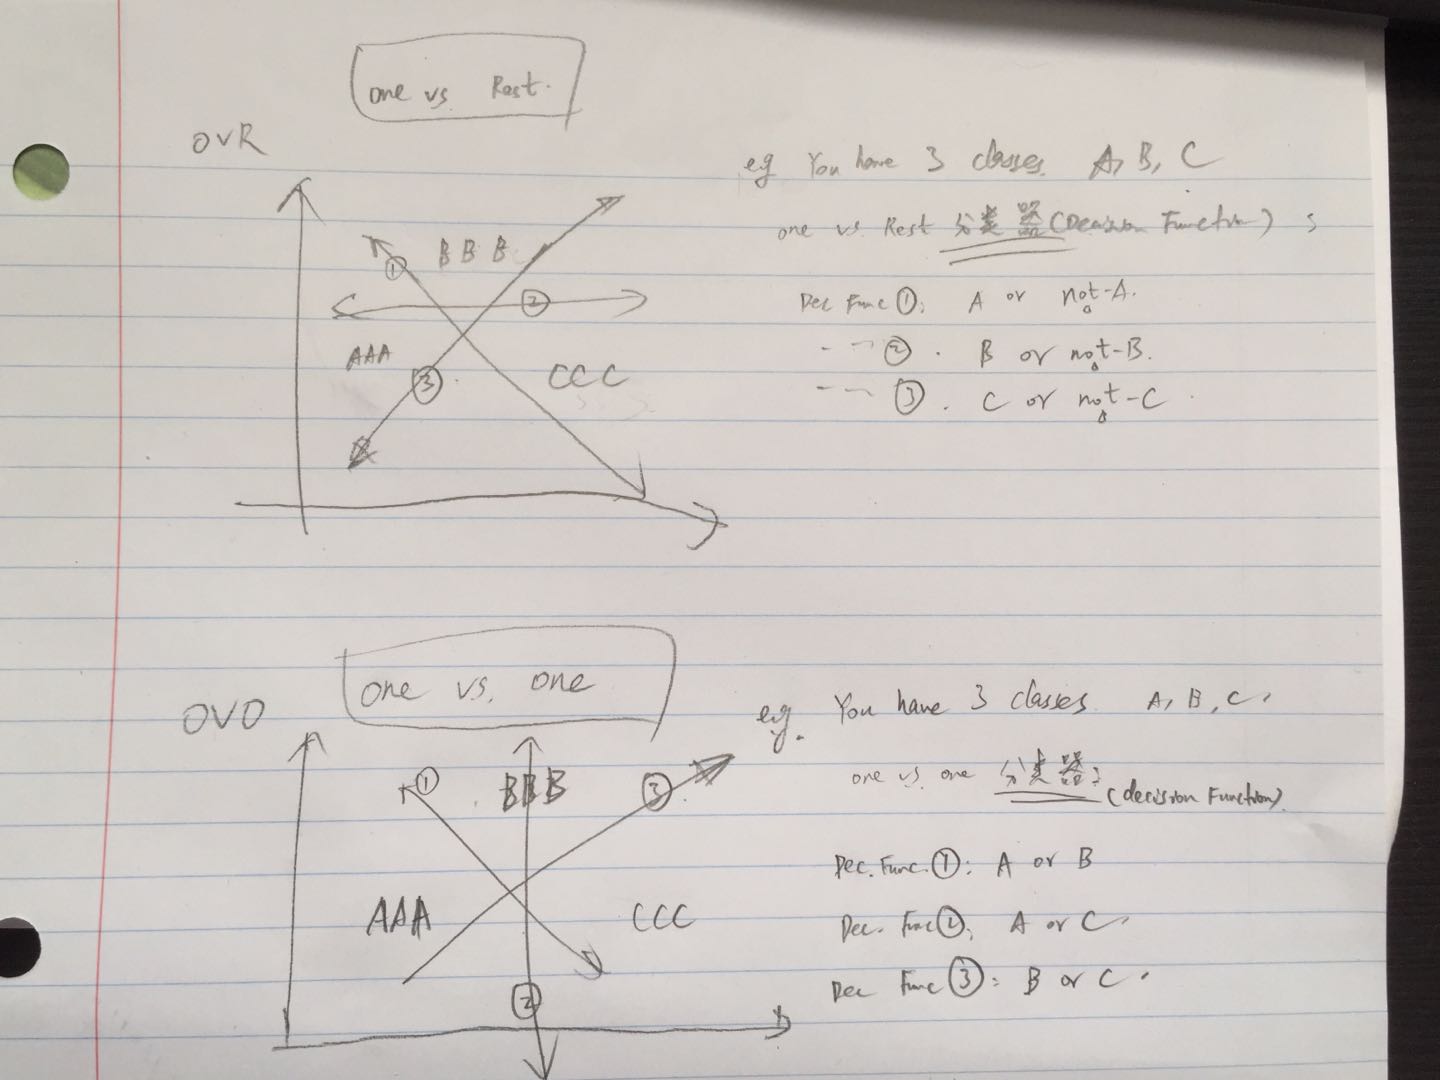 one vs. Rest.
OVR
eg You have 3 classes. A, B, C
one vs. Rest 分类器 (Decision Function) :
Dec Func ①: A or not-A.
②. B or not-B.
③. C or not-C.
① BBB
②
AAA ③ CCC
one vs. one
OVO
eg. You have 3 classes A, B, C.
one vs. one 分类器:
(decision Function)
Dec. Func. ①: A or B
Dec. Func ②: A or C.
Dec Func ③: B or C.
① BBB ③
AAA CCC
②